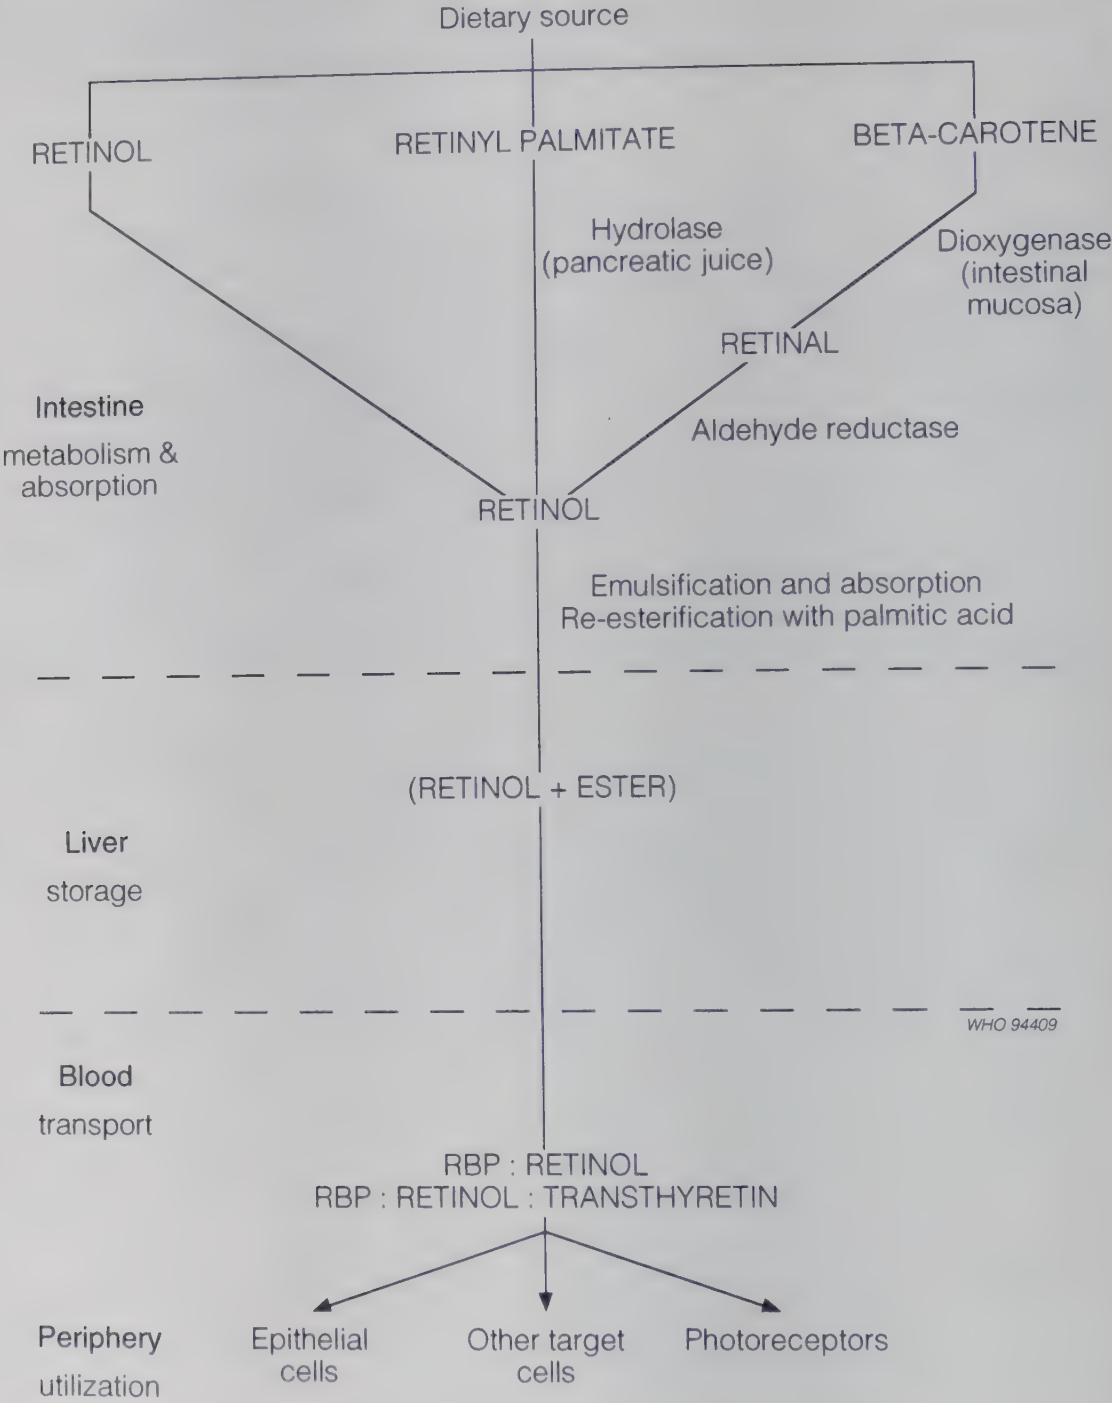 Dietary source
RETINOL
RETINYL PALMITATE
BETA-CAROTENE
Hydrolase
(pancreatic juice)
Dioxygenase
(intestinal
mucosa)
RETINAL
Intestine
metabolism &
absorption
Aldehyde reductase
RETINOL
Emulsification and absorption
Re-esterification with palmitic acid
(RETINOL + ESTER)
Liver
storage
WHO 94409
Blood
transport
RBP : RETINOL
RBP : RETINOL : TRANSTHYRETIN
Periphery
utilization
Epithelial
cells
Other target
cells
Photoreceptors